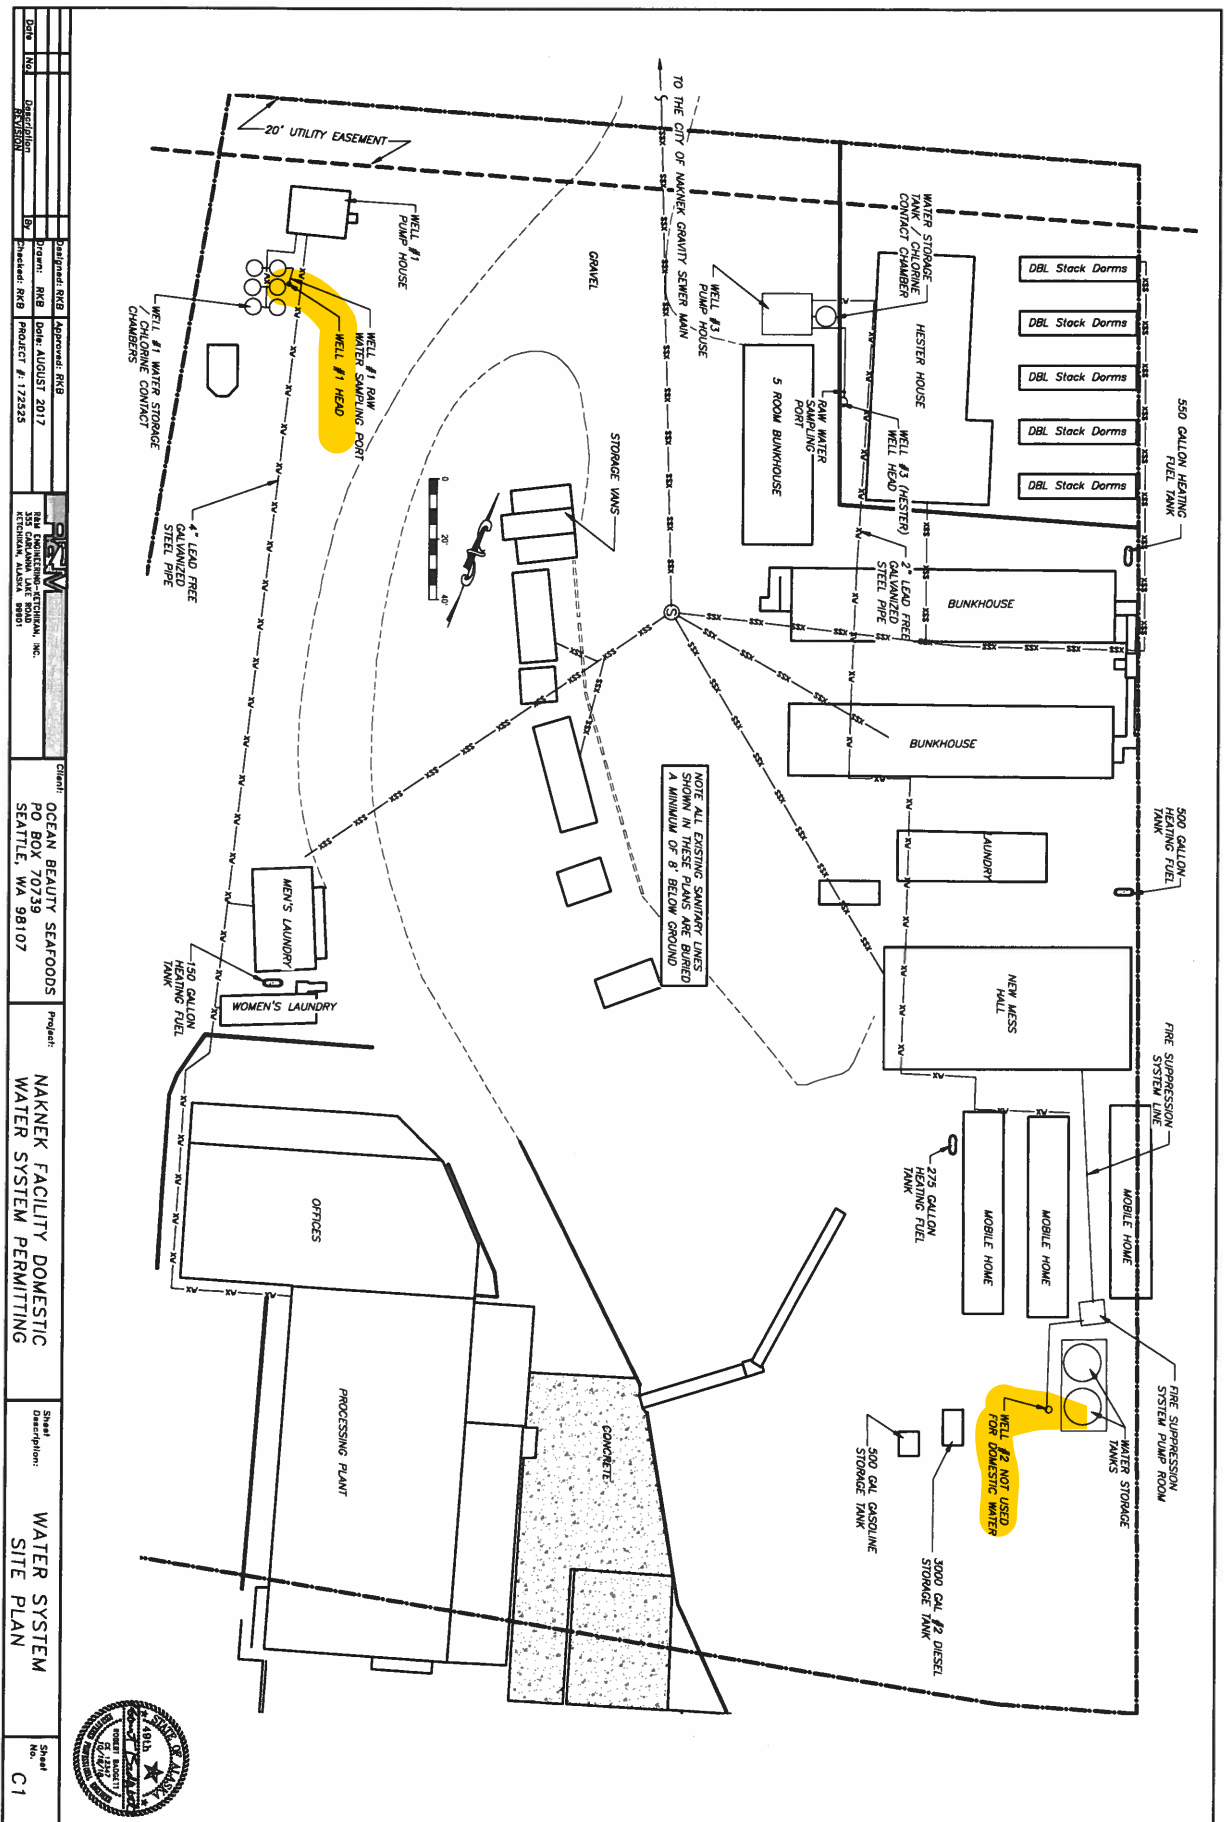 550 GALLON HEATING
FUEL TANK
500 GALLON
HEATING FUEL
TANK
FIRE SUPPRESSION
SYSTEM LINE
FIRE SUPPRESSION
SYSTEM PUMP ROOM
DBL Stack Dorms
DBL Stack Dorms
DBL Stack Dorms
DBL Stack Dorms
DBL Stack Dorms
MOBILE HOME
MOBILE HOME
MOBILE HOME
WATER STORAGE
TANKS
WATER STORAGE
TANK / CHLORINE
CONTACT CHAMBER
HESTER HOUSE
BUNKHOUSE
BUNKHOUSE
LAUNDRY
NEW MESS
HALL
275 GALLON
HEATING FUEL
TANK
WELL #2 NOT USED
FOR DOMESTIC WATER
3000 GAL #2 DIESEL
STORAGE TANK
500 GAL GASOLINE
STORAGE TANK
WELL #3 (HESTER)
WELL HEAD
2" LEAD FREE
GALVANIZED
STEEL PIPE
RAW WATER
SAMPLING
PORT
5 ROOM BUNKHOUSE
WELL #3
PUMP HOUSE
TO THE CITY OF NAKNEK GRAVITY SEWER MAIN
S
NOTE ALL EXISTING SANITARY LINES
SHOWN IN THESE PLANS ARE BURIED
A MINIMUM OF 8' BELOW GROUND
GRAVEL
STORAGE VANS
CONCRETE
0
20'
40'
20' UTILITY EASEMENT
WELL #1
PUMP HOUSE
WELL #1 RAW
WATER SAMPLING PORT
WELL #1 HEAD
WELL #1 WATER STORAGE
/ CHLORINE CONTACT
CHAMBERS
4" LEAD FREE
GALVANIZED
STEEL PIPE
MEN'S LAUNDRY
WOMEN'S LAUNDRY
150 GALLON
HEATING FUEL
TANK
OFFICES
PROCESSING PLANT
STATE OF ALASKA
49th
ROBERT BADGETT
Date
No.
Description
By
REVISION
Designed: RKB
Approved: RKB
Drawn: RKB
Date: AUGUST 2017
Checked: RKB
PROJECT #: 172525
R&M
R&M ENGINEERING-KETCHIKAN, INC.
355 CARLANNA LAKE ROAD
KETCHIKAN, ALASKA 99901
Client:
OCEAN BEAUTY SEAFOODS
PO BOX 70739
SEATTLE, WA 98107
Project:
NAKNEK FACILITY DOMESTIC
WATER SYSTEM PERMITTING
Sheet
Description:
WATER SYSTEM
SITE PLAN
Sheet
No.
C1